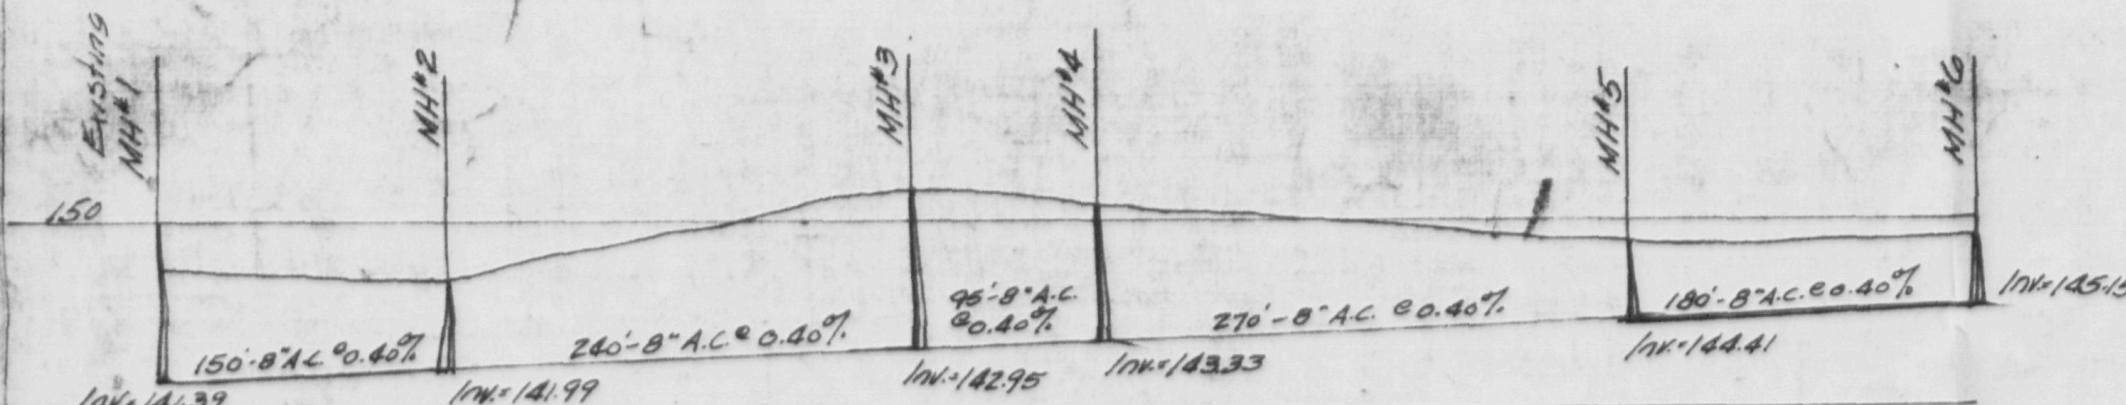 Existing
MH#1
MH#2
MH#3
MH#4
MH#5
MH#6
150
150'-8" A.C. @ 0.40%
240'-8" A.C. @ 0.40%
95'-8" A.C.
@ 0.40%
270'-8" A.C. @ 0.40%
180'-8" A.C. @ 0.40%
Inv.=141.39
Inv.=141.99
Inv.=142.95
Inv.=143.33
Inv.=144.41
Inv.=145.13